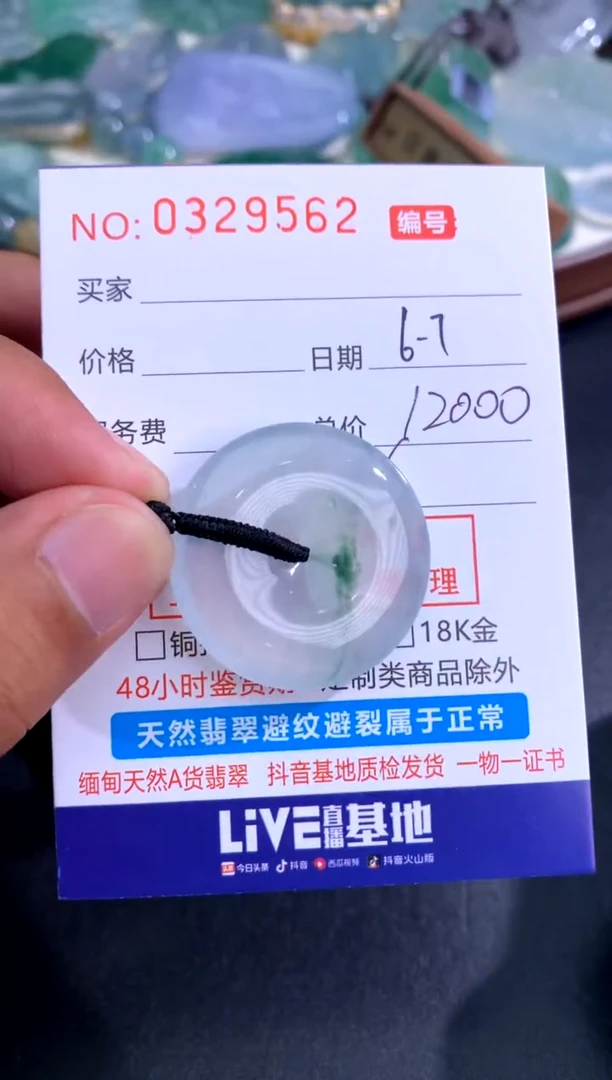 NO: 0329562 编号
买家
价格 日期 6-7
务费 总价 12000
理
铜 18K金
48小时鉴赏期 定制类商品除外
天然翡翠避纹避裂属于正常
缅甸天然A货翡翠 抖音基地质检发货 一物一证书
LiVE直播基地
头条 今日头条 抖音 西瓜视频 抖音火山版